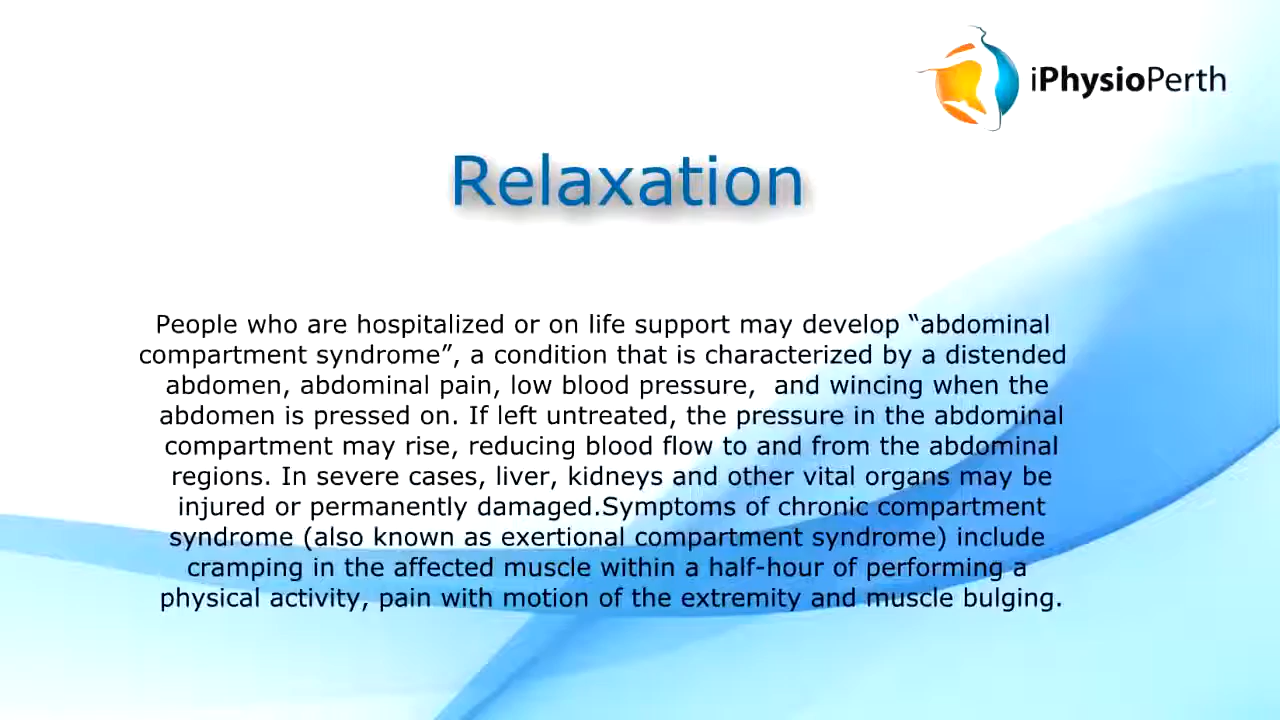 iPhysioPerth
Relaxation
People who are hospitalized or on life support may develop “abdominal
compartment syndrome”, a condition that is characterized by a distended
abdomen, abdominal pain, low blood pressure,  and wincing when the
abdomen is pressed on. If left untreated, the pressure in the abdominal
compartment may rise, reducing blood flow to and from the abdominal
regions. In severe cases, liver, kidneys and other vital organs may be
injured or permanently damaged.Symptoms of chronic compartment
syndrome (also known as exertional compartment syndrome) include
cramping in the affected muscle within a half-hour of performing a
physical activity, pain with motion of the extremity and muscle bulging.